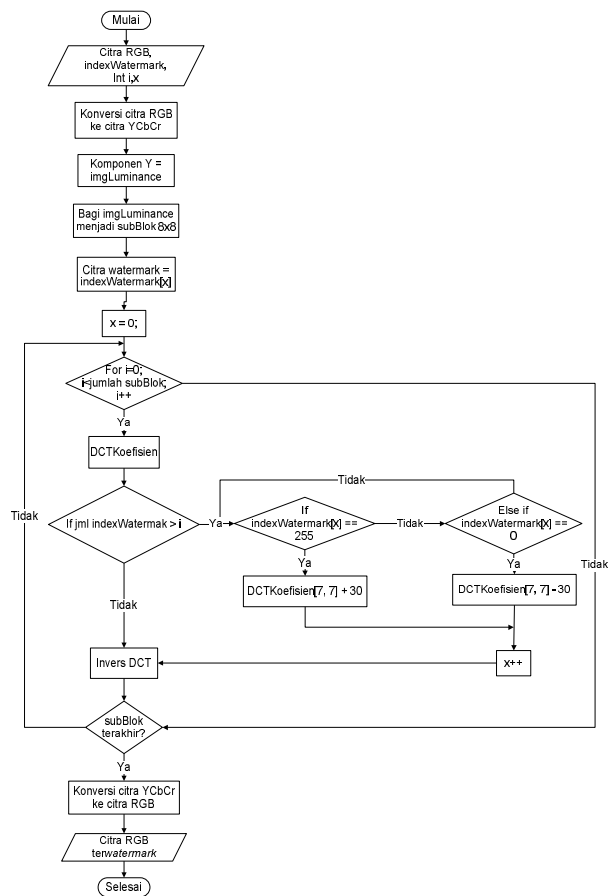 Mulai
Citra RGB,
indexWatermark,
Int i,x
Konversi citra RGB
ke citra YCbCr
Komponen Y =
imgLuminance
Bagi imgLuminance
menjadi subBlok 8x8
Citra watermark =
indexWatermark[x]
x = 0;
For i=0;
i<jumlah subBlok;
i++
Ya
DCTKoefisien
Tidak
If jml indexWatermak > i
Ya
If
indexWatermark[X] ==
255
Tidak
Else if
indexWatermark[X] ==
0
Tidak
Tidak
Ya
Ya
DCTKoefisien[7, 7] + 30
DCTKoefisien[7, 7] - 30
Tidak
Invers DCT
x++
subBlok
terakhir?
Ya
Konversi citra YCbCr
ke citra RGB
Citra RGB
terwatermark
Selesai